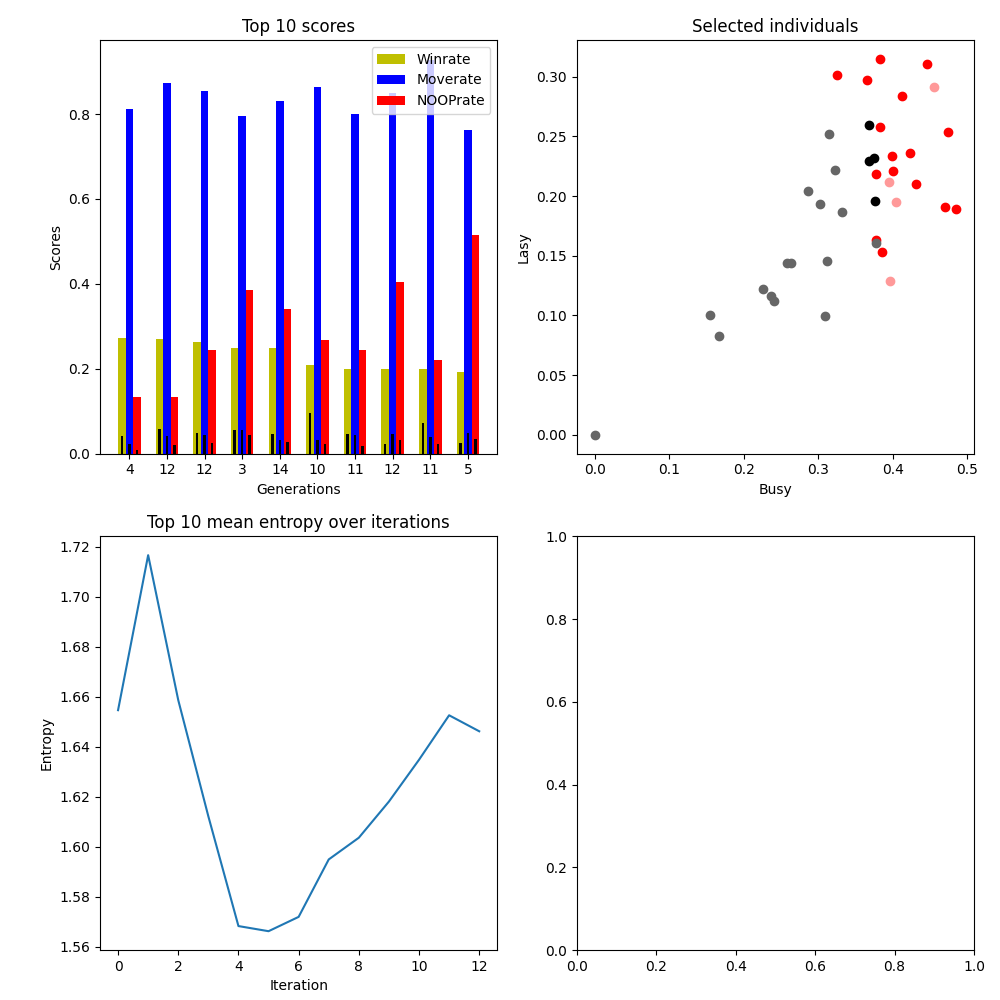 Top 10 scores
Winrate
Moverate
NOOPrate
Scores
0.8
0.6
0.4
0.2
0.0
4 12 12 3 14 10 11 12 11 5
Generations
Selected individuals
Lasy
0.30
0.25
0.20
0.15
0.10
0.05
0.00
0.0 0.1 0.2 0.3 0.4 0.5
Busy
Top 10 mean entropy over iterations
Entropy
1.72
1.70
1.68
1.66
1.64
1.62
1.60
1.58
1.56
0 2 4 6 8 10 12
Iteration
1.0
0.8
0.6
0.4
0.2
0.0
0.0 0.2 0.4 0.6 0.8 1.0